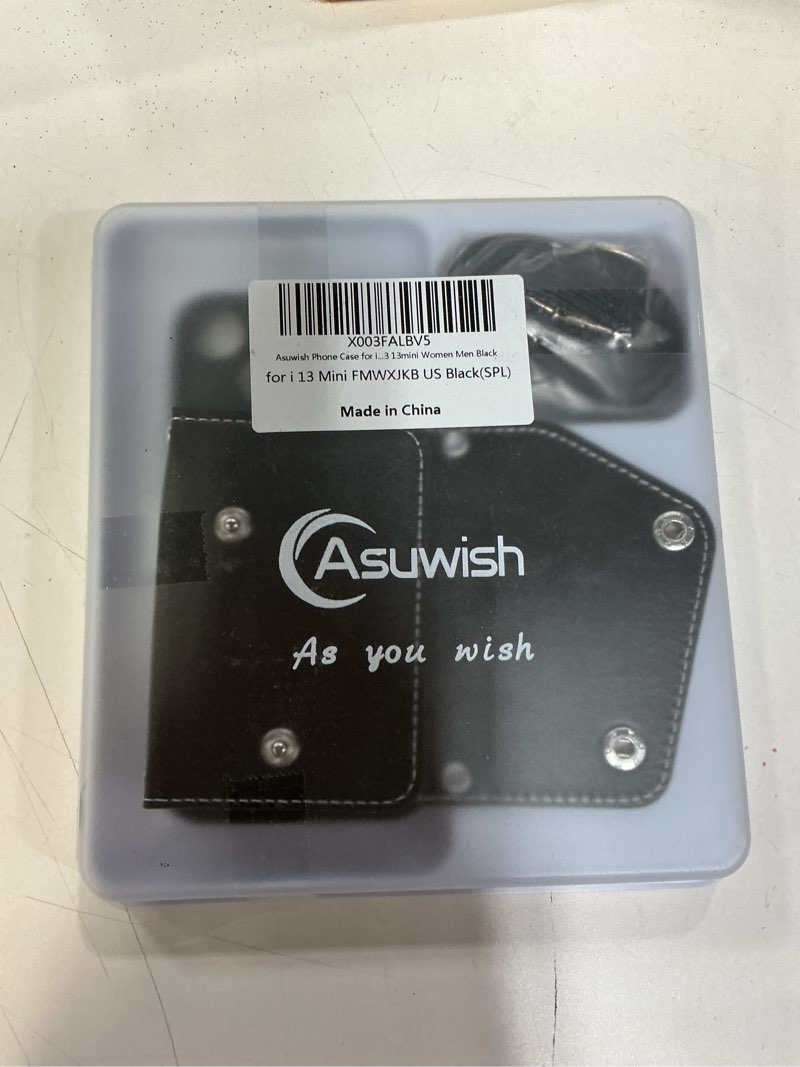 X003FALBV5
Asuwish Phone Case for i...3 13mini Women Men Black
for i 13 Mini FMWXJKB US Black(SPL)
Made in China
Asuwish
As you wish